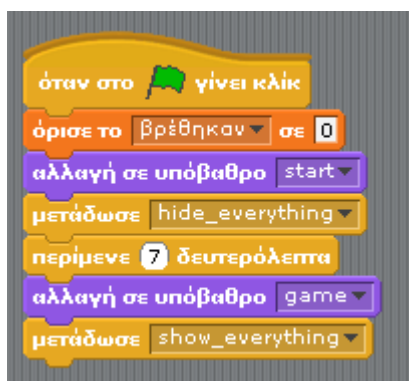 όταν στο γίνει κλίκ
όρισε το βρέθηκαν σε 0
αλλαγή σε υπόβαθρο start
μετάδωσε hide_everything
περίμενε 7 δευτερόλεπτα
αλλαγή σε υπόβαθρο game
μετάδωσε show_everything